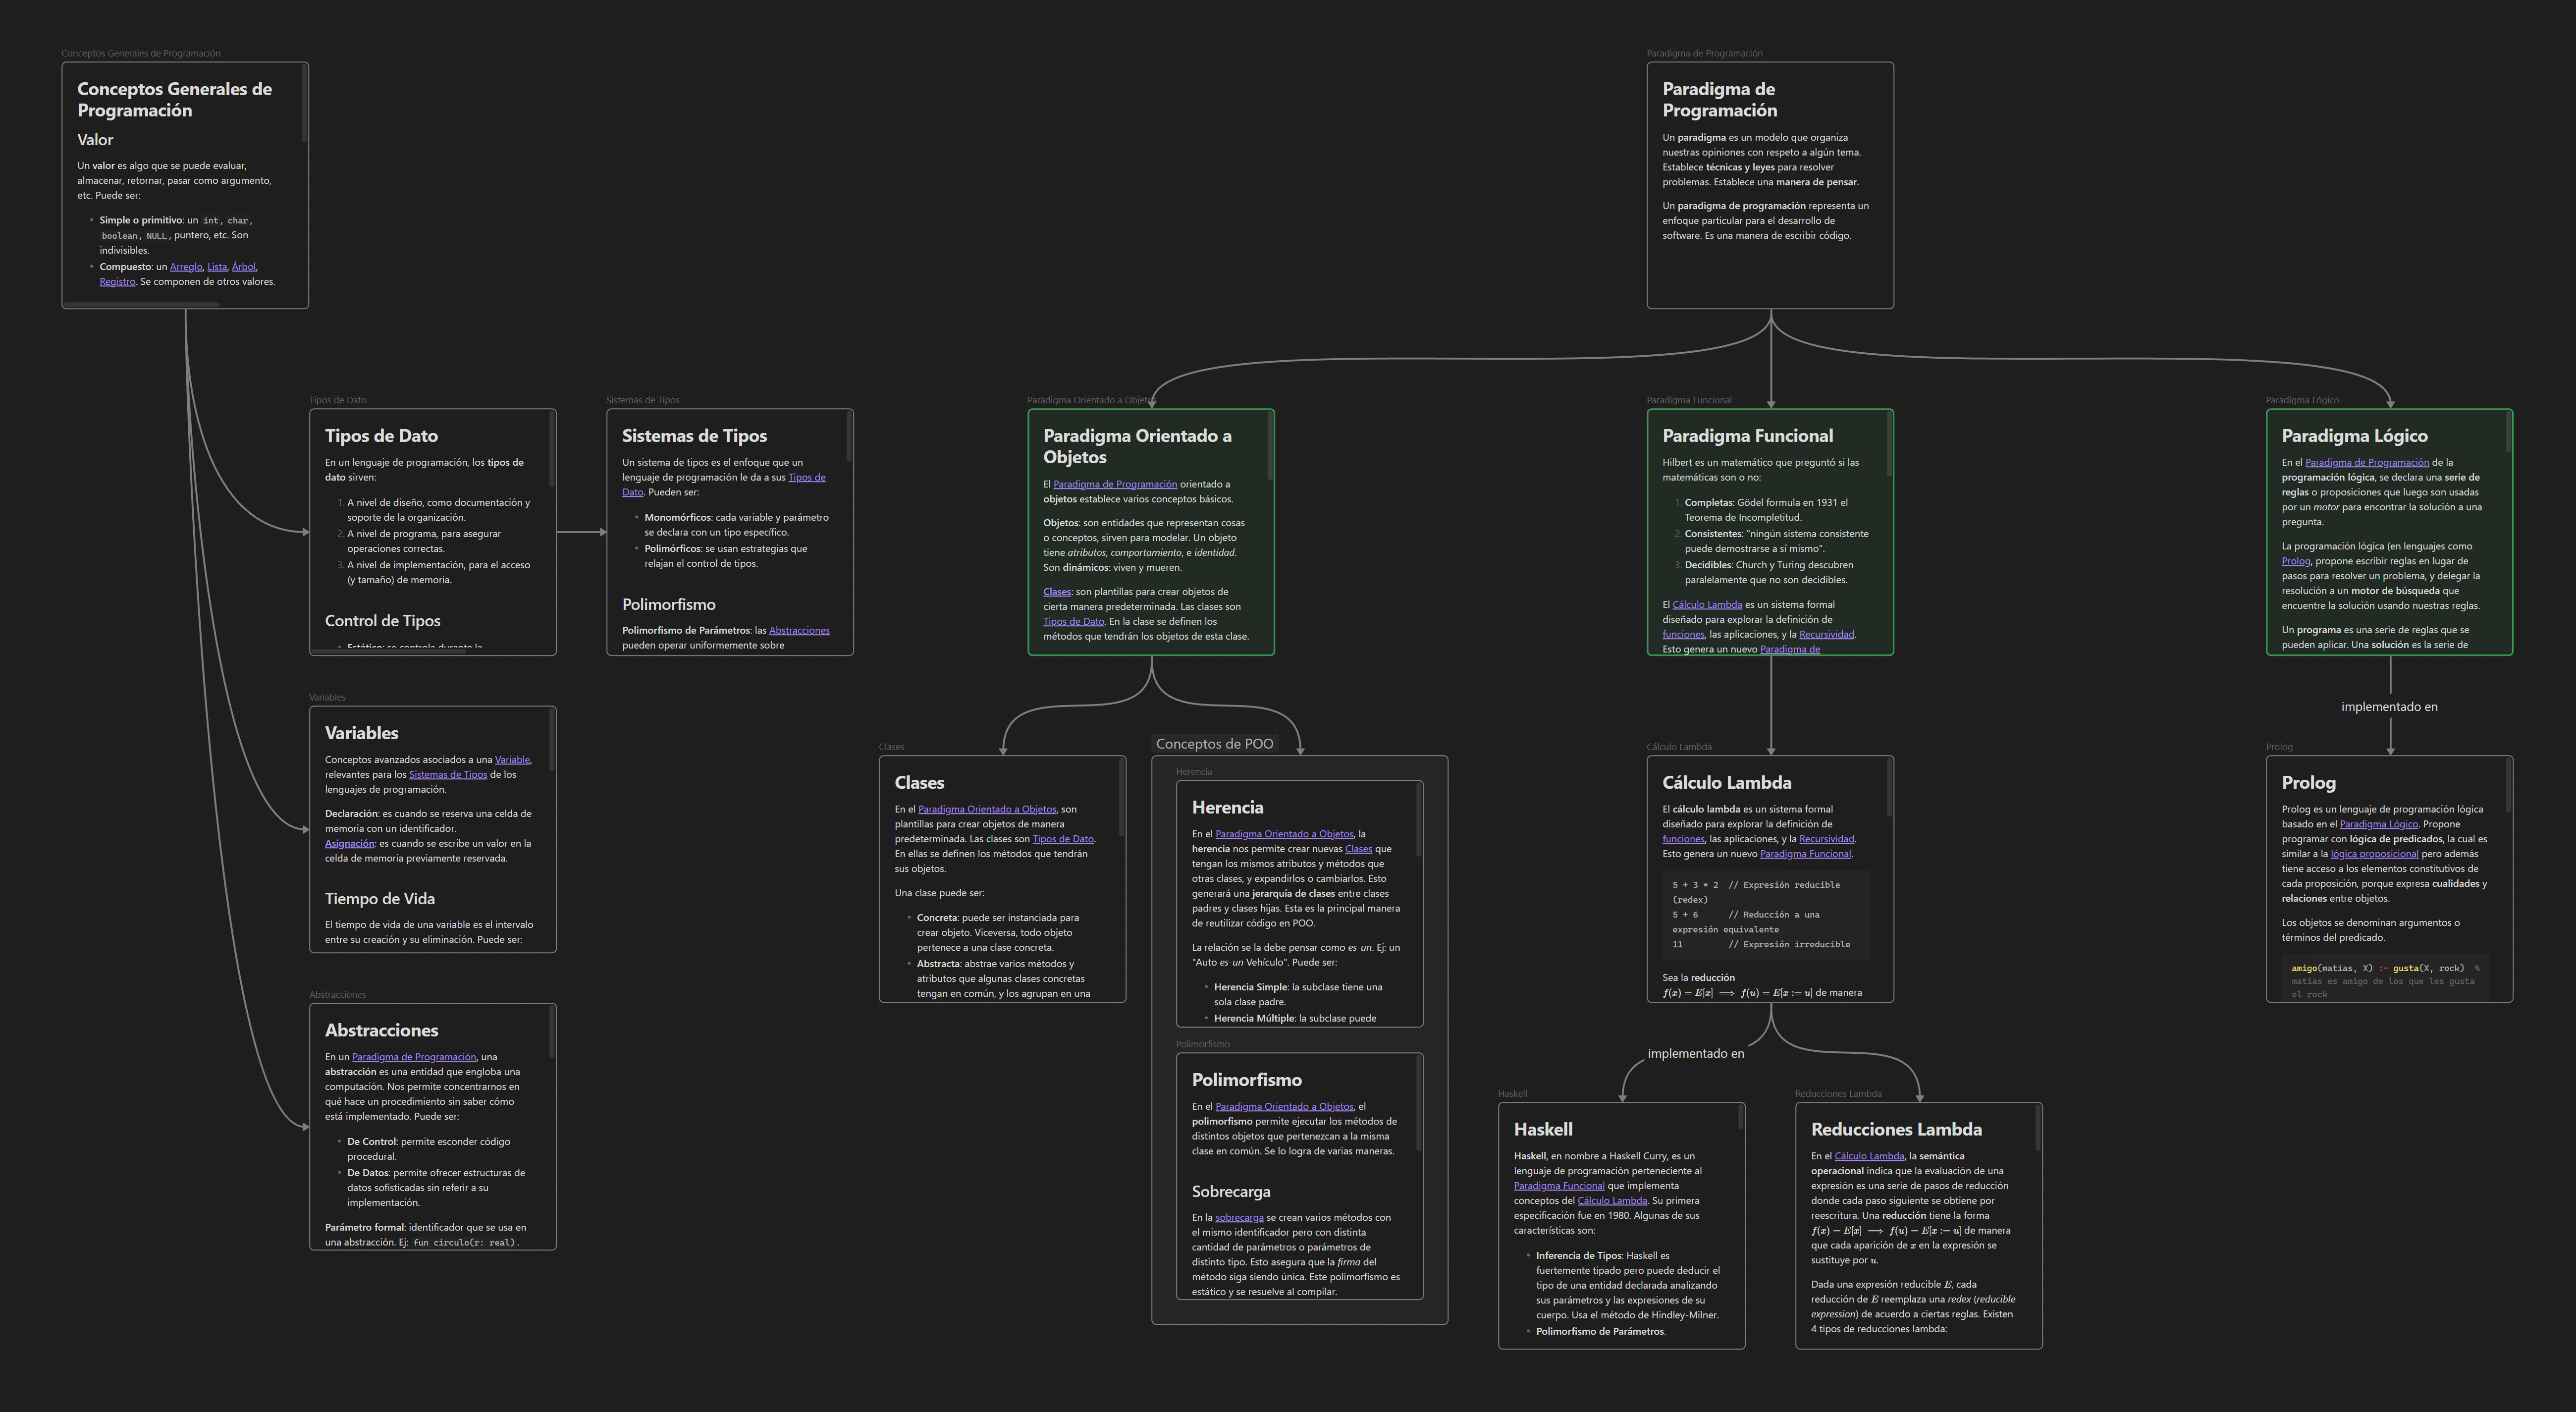 Conceptos Generales de Programación
Conceptos Generales de
Programación
Valor
Un valor es algo que se puede evaluar,
almacenar, retornar, pasar como argumento,
etc. Puede ser:
• Simple o primitivo: un int, char,
boolean, NULL, puntero, etc. Son
indivisibles.
• Compuesto: un Arreglo, Lista, Árbol,
Registro. Se componen de otros valores.
Paradigma de Programación
Paradigma de
Programación
Un paradigma es un modelo que organiza
nuestras opiniones con respeto a algún tema.
Establece técnicas y leyes para resolver
problemas. Establece una manera de pensar.
Un paradigma de programación representa un
enfoque particular para el desarrollo de
software. Es una manera de escribir código.
Tipos de Dato
Tipos de Dato
En un lenguaje de programación, los tipos de
dato sirven:
1. A nivel de diseño, como documentación y
soporte de la organización.
2. A nivel de programa, para asegurar
operaciones correctas.
3. A nivel de implementación, para el acceso
(y tamaño) de memoria.
Control de Tipos
• Estático: se controla durante la
Sistemas de Tipos
Sistemas de Tipos
Un sistema de tipos es el enfoque que un
lenguaje de programación le da a sus Tipos de
Dato. Pueden ser:
• Monomórficos: cada variable y parámetro
se declara con un tipo específico.
• Polimórficos: se usan estrategias que
relajan el control de tipos.
Polimorfismo
Polimorfismo de Parámetros: las Abstracciones
pueden operar uniformemente sobre
Paradigma Orientado a Objetos
Paradigma Orientado a
Objetos
El Paradigma de Programación orientado a
objetos establece varios conceptos básicos.
Objetos: son entidades que representan cosas
o conceptos, sirven para modelar. Un objeto
tiene atributos, comportamiento, e identidad.
Son dinámicos: viven y mueren.
Clases: son plantillas para crear objetos de
cierta manera predeterminada. Las clases son
Tipos de Dato. En la clase se definen los
métodos que tendrán los objetos de esta clase.
Paradigma Funcional
Paradigma Funcional
Hilbert es un matemático que preguntó si las
matemáticas son o no:
1. Completas: Gödel formula en 1931 el
Teorema de Incompletitud.
2. Consistentes: "ningún sistema consistente
puede demostrarse a sí mismo".
3. Decidibles: Church y Turing descubren
paralelamente que no son decidibles.
El Cálculo Lambda es un sistema formal
diseñado para explorar la definición de
funciones, las aplicaciones, y la Recursividad.
Esto genera un nuevo Paradigma de
Paradigma Lógico
Paradigma Lógico
En el Paradigma de Programación de la
programación lógica, se declara una serie de
reglas o proposiciones que luego son usadas
por un motor para encontrar la solución a una
pregunta.
La programación lógica (en lenguajes como
Prolog, propone escribir reglas en lugar de
pasos para resolver un problema, y delegar la
resolución a un motor de búsqueda que
encuentre la solución usando nuestras reglas.
Un programa es una serie de reglas que se
pueden aplicar. Una solución es la serie de
implementado en
Variables
Variables
Conceptos avanzados asociados a una Variable,
relevantes para los Sistemas de Tipos de los
lenguajes de programación.
Declaración: es cuando se reserva una celda de
memoria con un identificador.
Asignación: es cuando se escribe un valor en la
celda de memoria previamente reservada.
Tiempo de Vida
El tiempo de vida de una variable es el intervalo
entre su creación y su eliminación. Puede ser:
Clases
Clases
En el Paradigma Orientado a Objetos, son
plantillas para crear objetos de manera
predeterminada. Las clases son Tipos de Dato.
En ellas se definen los métodos que tendrán
sus objetos.
Una clase puede ser:
• Concreta: puede ser instanciada para
crear objeto. Viceversa, todo objeto
pertenece a una clase concreta.
• Abstracta: abstrae varios métodos y
atributos que algunas clases concretas
tengan en común, y los agrupan en una
Conceptos de POO
Herencia
Herencia
En el Paradigma Orientado a Objetos, la
herencia nos permite crear nuevas Clases que
tengan los mismos atributos y métodos que
otras clases, y expandirlos o cambiarlos. Esto
generará una jerarquía de clases entre clases
padres y clases hijas. Esta es la principal manera
de reutilizar código en POO.
La relación se la debe pensar como es-un. Ej: un
"Auto es-un Vehículo". Puede ser:
• Herencia Simple: la subclase tiene una
sola clase padre.
• Herencia Múltiple: la subclase puede
Cálculo Lambda
Cálculo Lambda
El cálculo lambda es un sistema formal
diseñado para explorar la definición de
funciones, las aplicaciones, y la Recursividad.
Esto genera un nuevo Paradigma Funcional.
5 + 3 * 2 // Expresión reducible
(redex)
5 + 6 // Reducción a una
expresión equivalente
11 // Expresión irreducible
Sea la reducción
f(x) = E[x] ⟹ f(u) = E[x := u] de manera
Prolog
Prolog
Prolog es un lenguaje de programación lógica
basado en el Paradigma Lógico. Propone
programar con lógica de predicados, la cual es
similar a la lógica proposicional pero además
tiene acceso a los elementos constitutivos de
cada proposición, porque expresa cualidades y
relaciones entre objetos.
Los objetos se denominan argumentos o
términos del predicado.
amigo(matias, X) :- gusta(X, rock) %
matias es amigo de los que les gusta
el rock
Abstracciones
Abstracciones
En un Paradigma de Programación, una
abstracción es una entidad que engloba una
computación. Nos permite concentrarnos en
qué hace un procedimiento sin saber cómo
está implementado. Puede ser:
• De Control: permite esconder código
procedural.
• De Datos: permite ofrecer estructuras de
datos sofisticadas sin referir a su
implementación.
Parámetro formal: identificador que se usa en
una abstracción. Ej: fun circulo(r: real).
Polimorfismo
Polimorfismo
En el Paradigma Orientado a Objetos, el
polimorfismo permite ejecutar los métodos de
distintos objetos que pertenezcan a la misma
clase en común. Se lo logra de varias maneras.
Sobrecarga
En la sobrecarga se crean varios métodos con
el mismo identificador pero con distinta
cantidad de parámetros o parámetros de
distinto tipo. Esto asegura que la firma del
método siga siendo única. Este polimorfismo es
estático y se resuelve al compilar.
implementado en
Haskell
Haskell
Haskell, en nombre a Haskell Curry, es un
lenguaje de programación perteneciente al
Paradigma Funcional que implementa
conceptos del Cálculo Lambda. Su primera
especificación fue en 1980. Algunas de sus
características son:
• Inferencia de Tipos: Haskell es
fuertemente tipado pero puede deducir el
tipo de una entidad declarada analizando
sus parámetros y las expresiones de su
cuerpo. Usa el método de Hindley-Milner.
• Polimorfismo de Parámetros.
Reducciones Lambda
Reducciones Lambda
En el Cálculo Lambda, la semántica
operacional indica que la evaluación de una
expresión es una serie de pasos de reducción
donde cada paso siguiente se obtiene por
reescritura. Una reducción tiene la forma
f(x) = E[x] ⟹ f(u) = E[x := u] de manera
que cada aparición de x en la expresión se
sustituye por u.
Dada una expresión reducible E, cada
reducción de E reemplaza una redex (reducible
expression) de acuerdo a ciertas reglas. Existen
4 tipos de reducciones lambda: